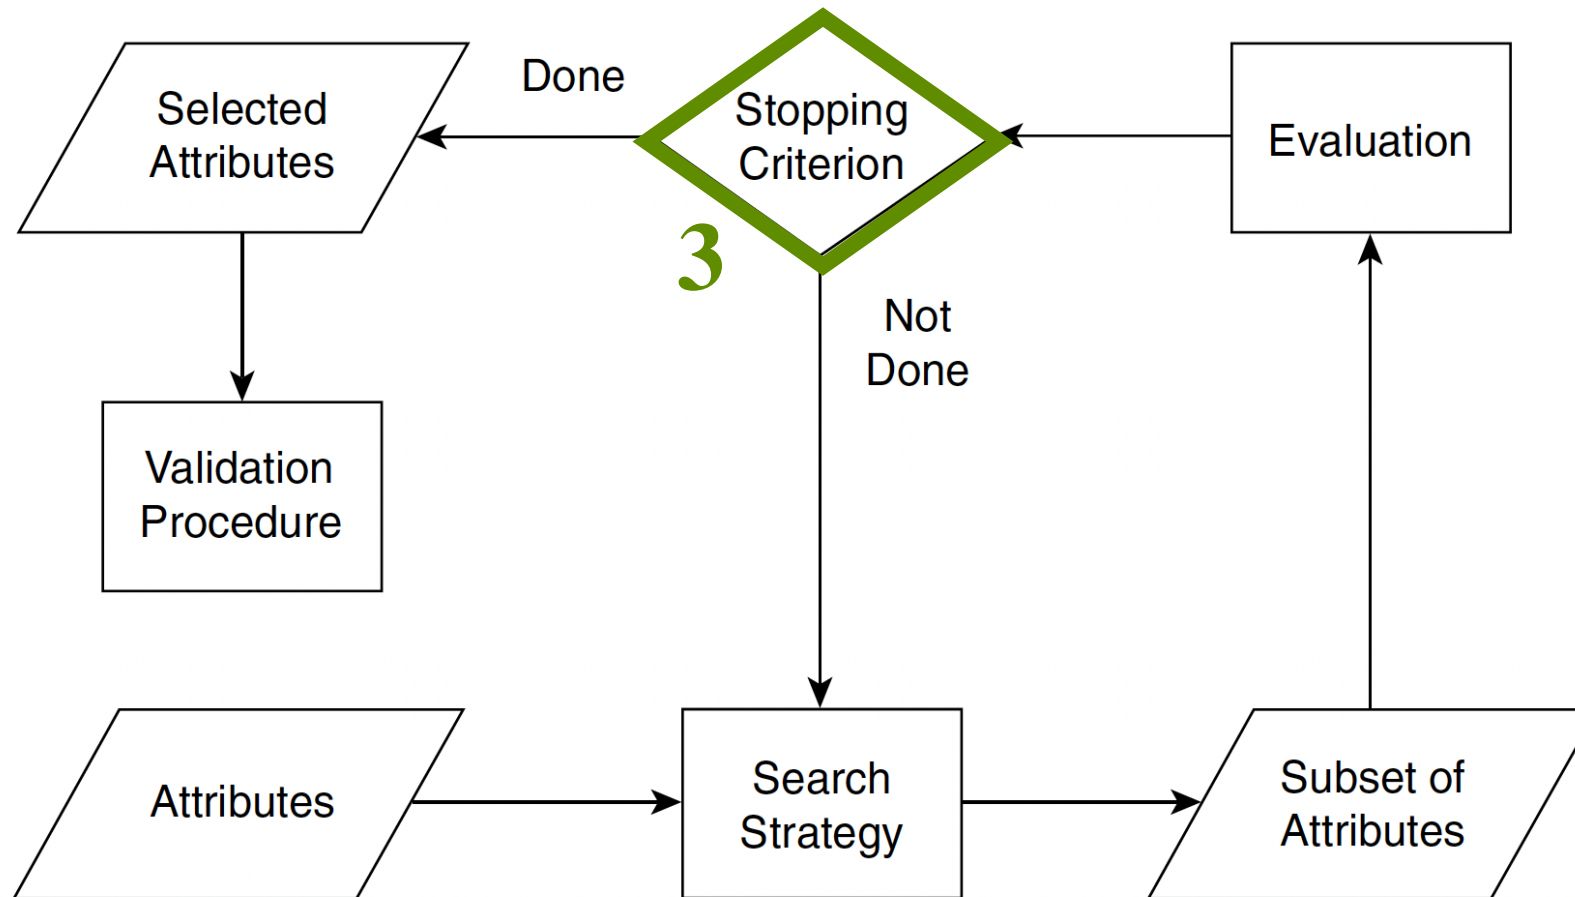 Selected
Attributes
Done
Stopping
Criterion
Evaluation
3
Not
Done
Validation
Procedure
Attributes
Search
Strategy
Subset of
Attributes